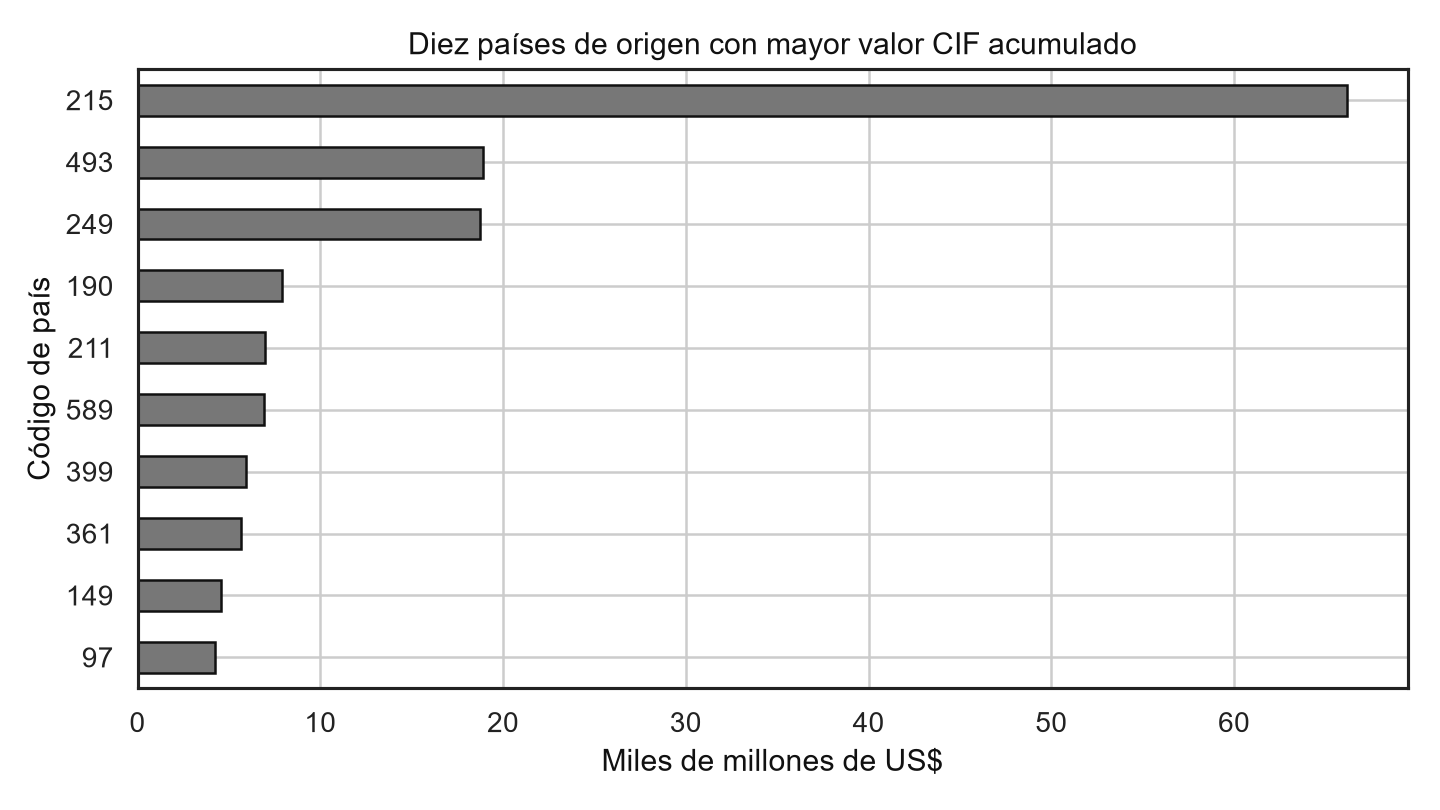 Diez países de origen con mayor valor CIF acumulado
Código de país
215
493
249
190
211
589
399
361
149
97
0 10 20 30 40 50 60
Miles de millones de US$